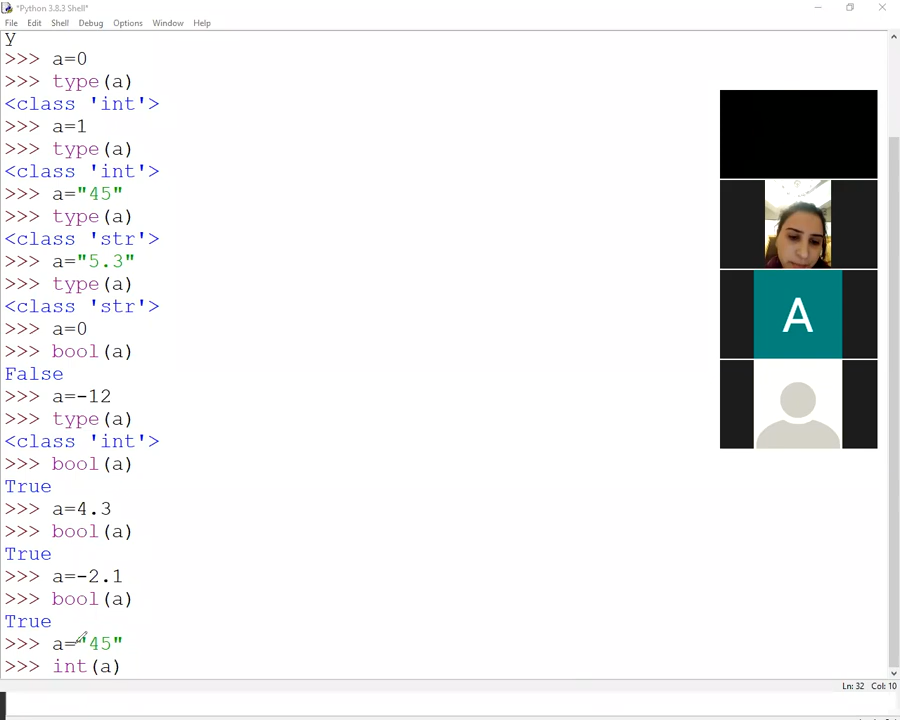 *Python 3.8.3 Shell*
File Edit Shell Debug Options Window Help
y
>>> a=0
>>> type(a)
<class 'int'>
>>> a=1
>>> type(a)
<class 'int'>
>>> a="45"
>>> type(a)
<class 'str'>
>>> a="5.3"
>>> type(a)
<class 'str'>
>>> a=0
>>> bool(a)
False
>>> a=-12
>>> type(a)
<class 'int'>
>>> bool(a)
True
>>> a=4.3
>>> bool(a)
True
>>> a=-2.1
>>> bool(a)
True
>>> a="45"
>>> int(a)
A
Ln: 32 Col: 10